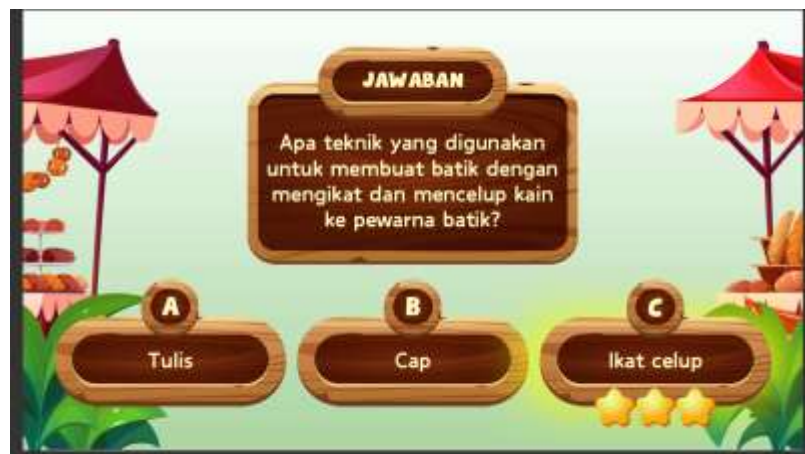 JAWABAN
Apa teknik yang digunakan
untuk membuat batik dengan
mengikat dan mencelup kain
ke pewarna batik?
A
B
C
Tulis
Cap
Ikat celup